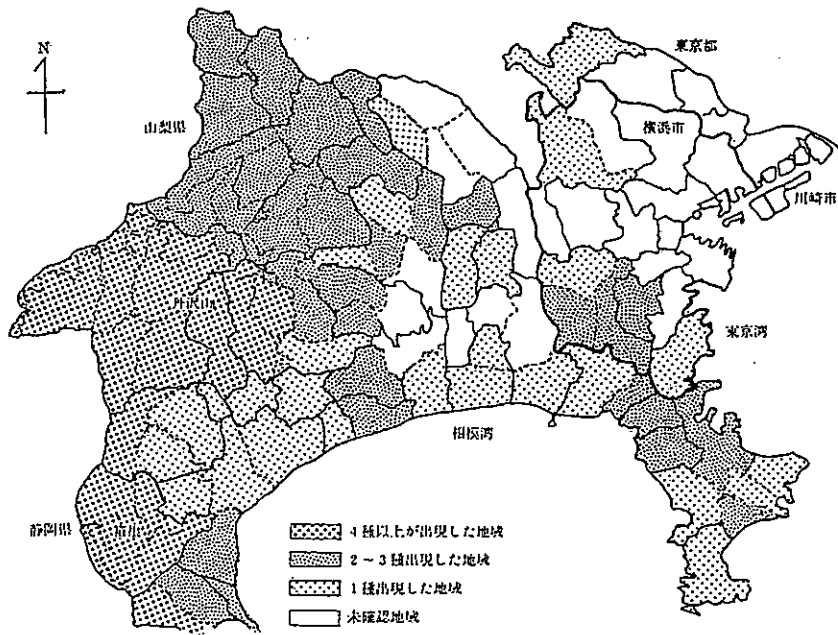 N
東京都
山梨県
横浜市
川崎市
丹沢山
東京湾
相模湾
静岡県
箱根
4種以上が出現した地域
2～3種出現した地域
1種出現した地域
未確認地域